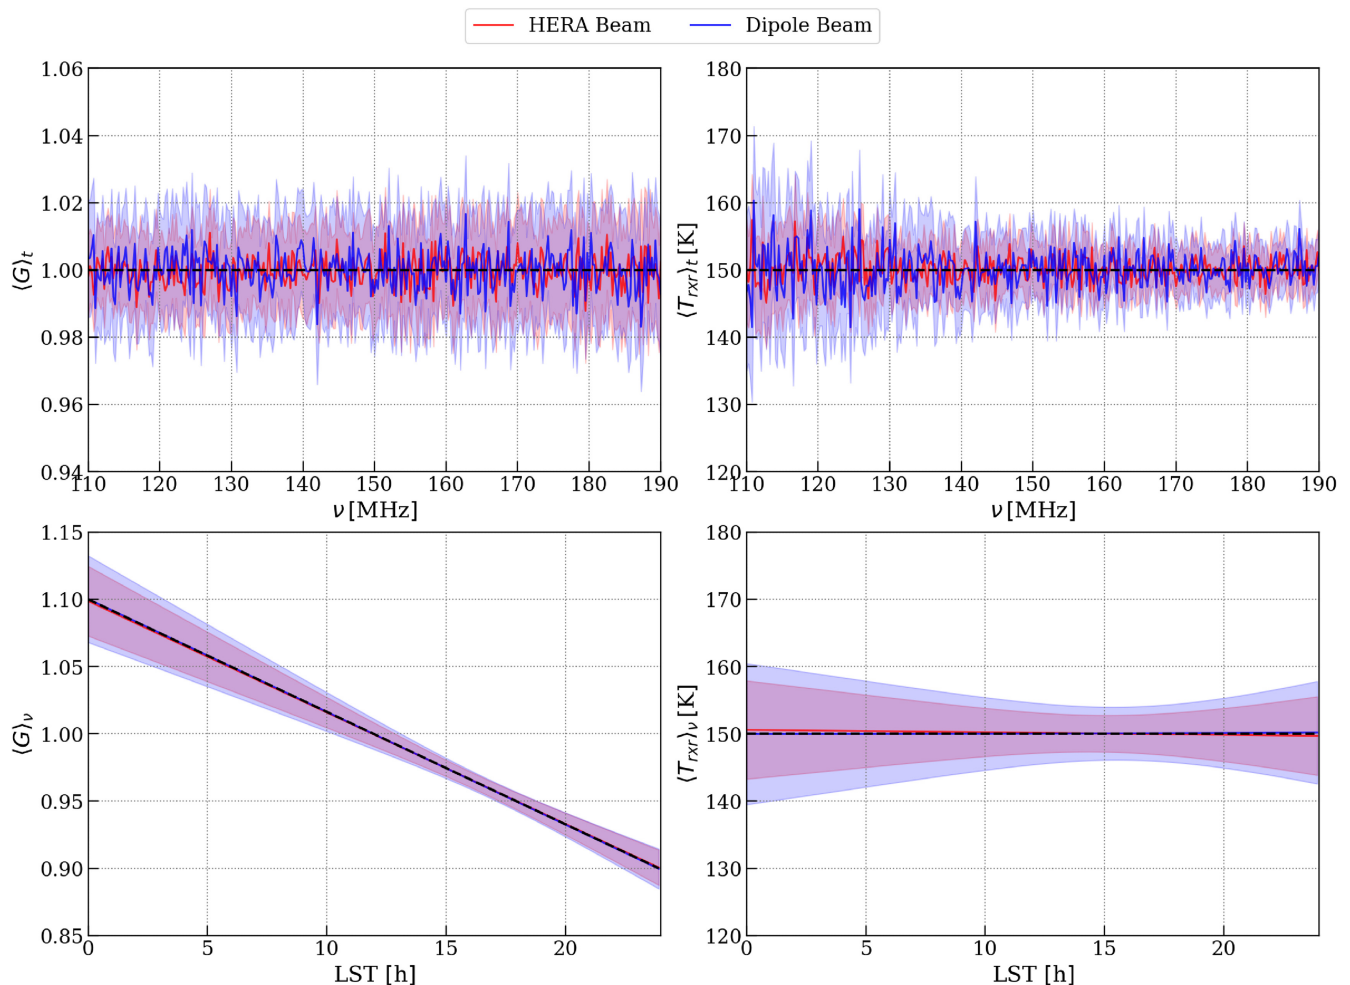 HERA Beam Dipole Beam
1.06 180
1.04 170
1.02 160
1.00 150
0.98 140
0.96 130
0.94 120
⟨G⟩t ⟨Trxr⟩t [K]
110 120 130 140 150 160 170 180 190 110 120 130 140 150 160 170 180 190
ν [MHz] ν [MHz]
1.15 180
1.10 170
1.05 160
1.00 150
0.95 140
0.90 130
0.85 120
⟨G⟩ν ⟨Trxr⟩ν [K]
0 5 10 15 20 0 5 10 15 20
LST [h] LST [h]